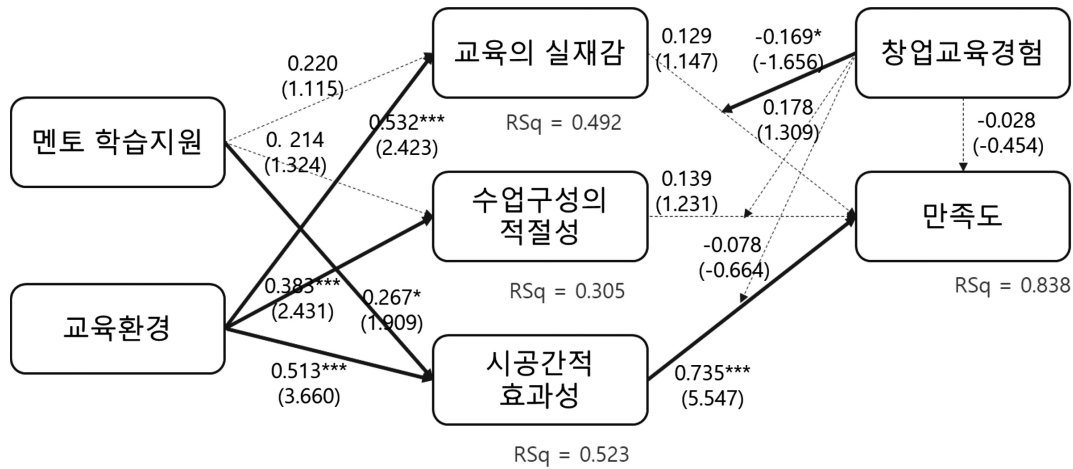 멘토 학습지원
교육환경
0.220
(1.115)
0. 214
(1.324)
0.532***
(2.423)
0.383***
(2.431)
0.267*
(1.909)
0.513***
(3.660)
교육의 실재감
RSq = 0.492
수업구성의
적절성
RSq = 0.305
시공간적
효과성
RSq = 0.523
0.129
(1.147)
-0.169*
(-1.656)
0.178
(1.309)
0.139
(1.231)
-0.078
(-0.664)
0.735***
(5.547)
창업교육경험
-0.028
(-0.454)
만족도
RSq = 0.838